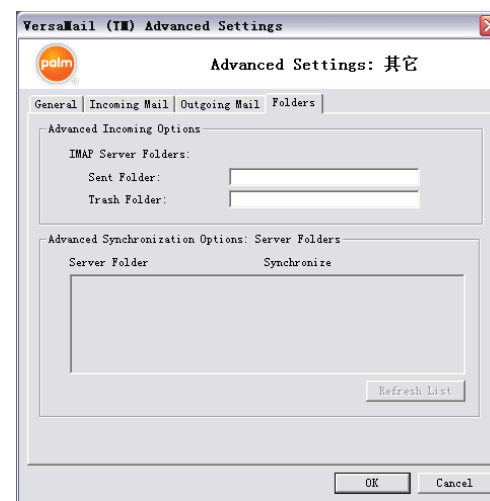 VersaMail (TM) Advanced Settings
palm
Advanced Settings: 其它
General
Incoming Mail
Outgoing Mail
Folders
Advanced Incoming Options
IMAP Server Folders:
Sent Folder:
Trash Folder:
Advanced Synchronization Options: Server Folders
Server Folder
Synchronize
Refresh List
OK
Cancel